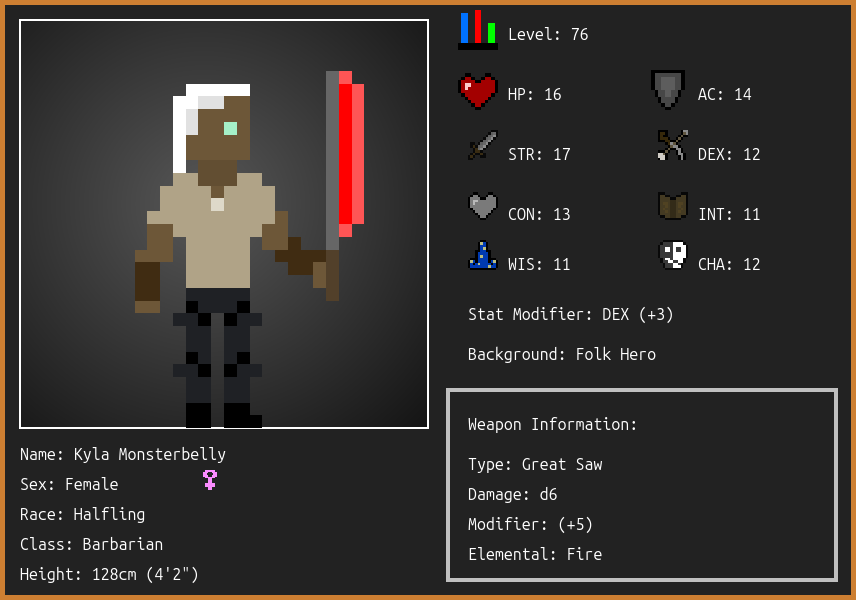 Level: 76
HP: 16
AC: 14
STR: 17
DEX: 12
CON: 13
INT: 11
WIS: 11
CHA: 12
Stat Modifier: DEX (+3)
Background: Folk Hero
Weapon Information:
Type: Great Saw
Damage: d6
Modifier: (+5)
Elemental: Fire
Name: Kyla Monsterbelly
Sex: Female
Race: Halfling
Class: Barbarian
Height: 128cm (4'2")